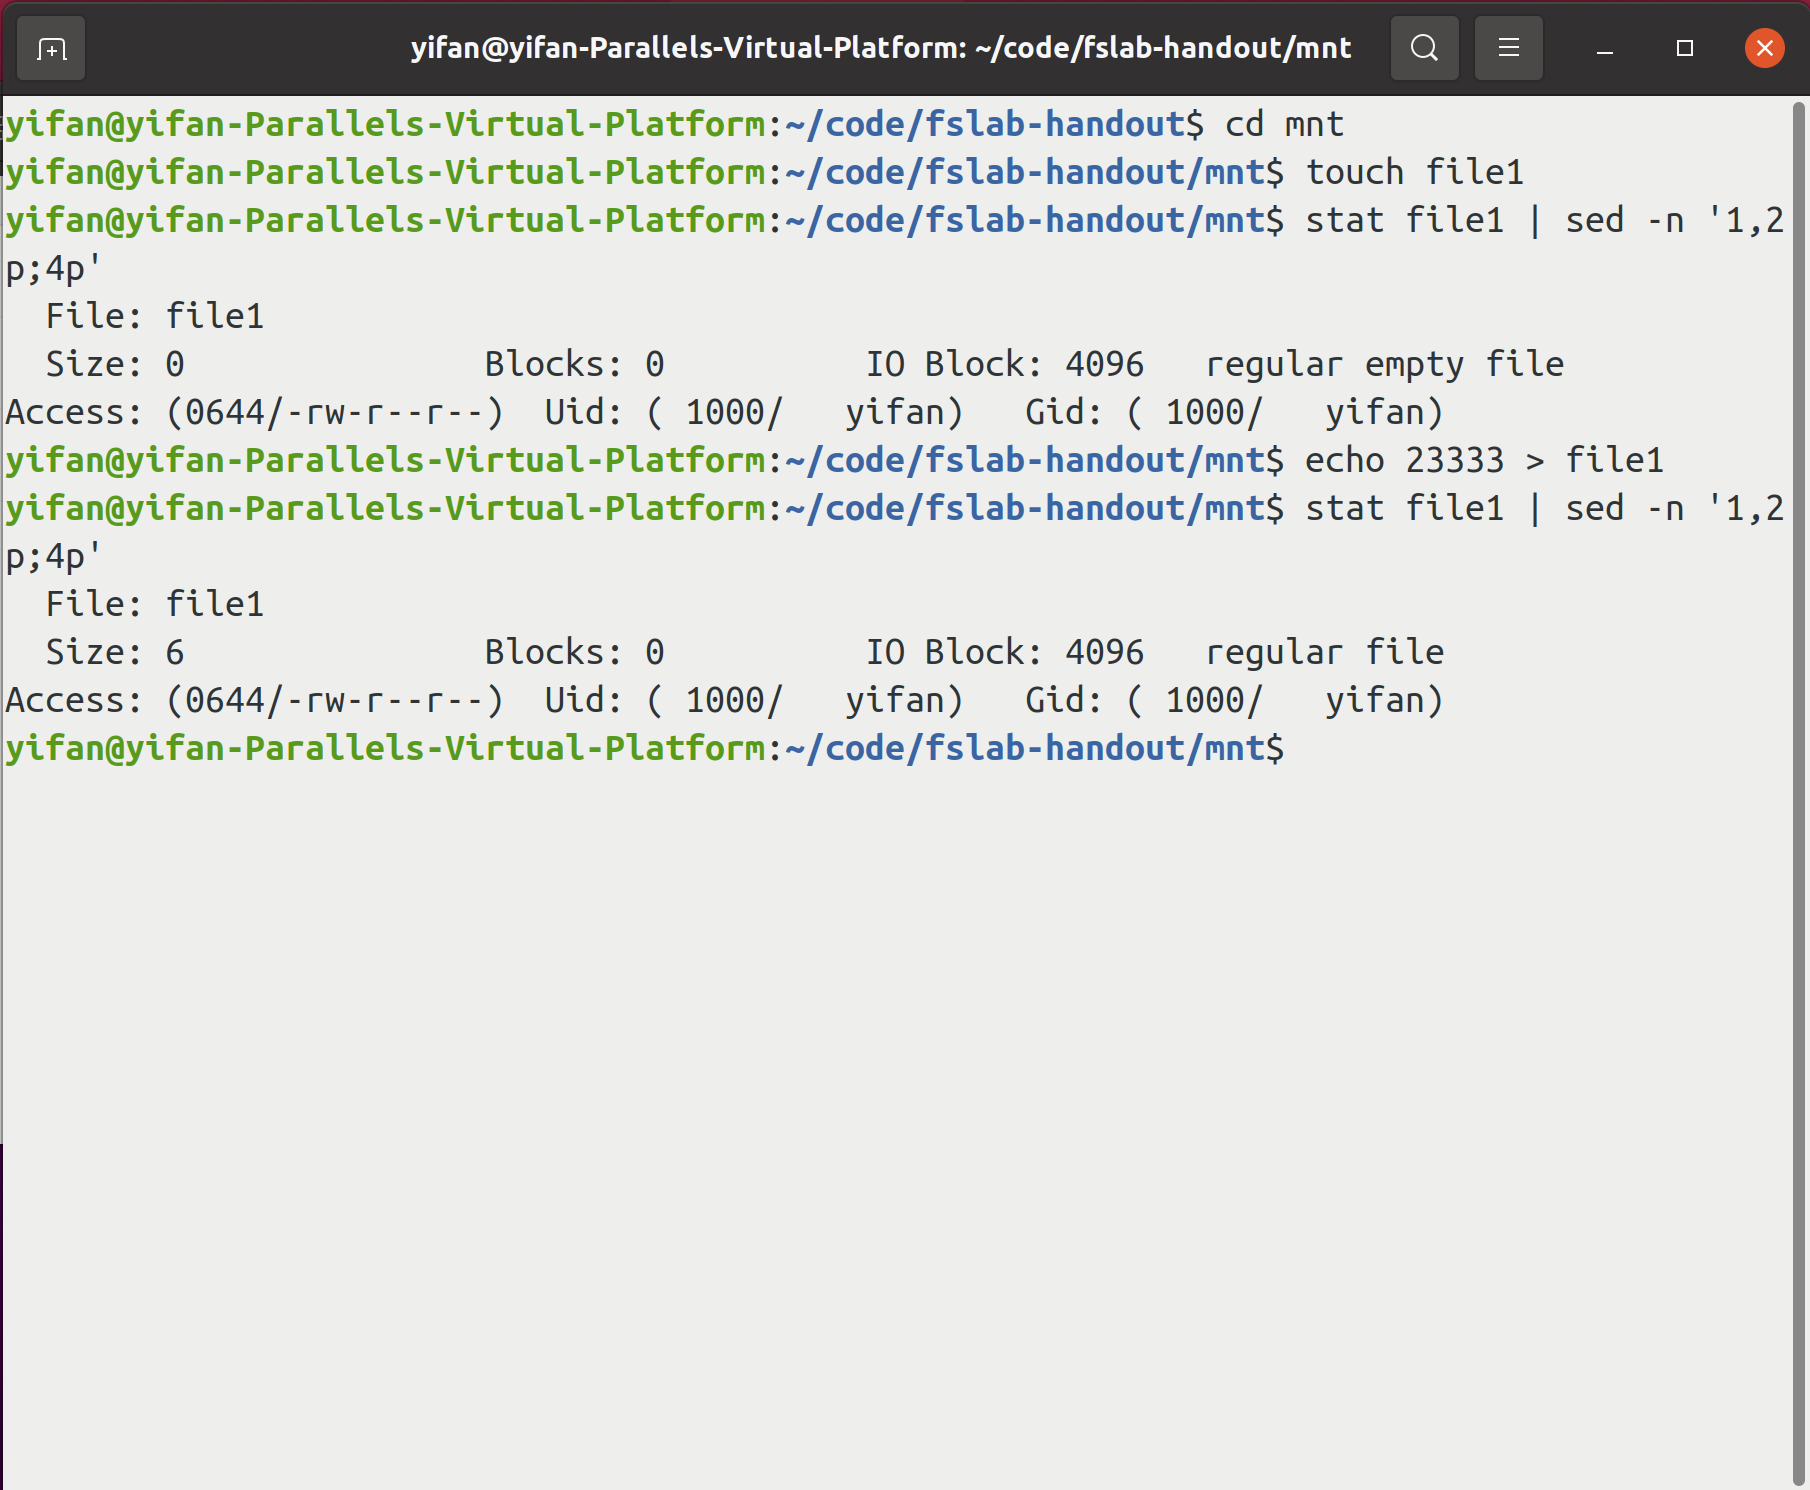 yifan@yifan-Parallels-Virtual-Platform: ~/code/fslab-handout/mnt
yifan@yifan-Parallels-Virtual-Platform:~/code/fslab-handout$ cd mnt
yifan@yifan-Parallels-Virtual-Platform:~/code/fslab-handout/mnt$ touch file1
yifan@yifan-Parallels-Virtual-Platform:~/code/fslab-handout/mnt$ stat file1 | sed -n '1,2
p;4p'
  File: file1
  Size: 0               Blocks: 0          IO Block: 4096   regular empty file
Access: (0644/-rw-r--r--)  Uid: ( 1000/   yifan)   Gid: ( 1000/   yifan)
yifan@yifan-Parallels-Virtual-Platform:~/code/fslab-handout/mnt$ echo 23333 > file1
yifan@yifan-Parallels-Virtual-Platform:~/code/fslab-handout/mnt$ stat file1 | sed -n '1,2
p;4p'
  File: file1
  Size: 6               Blocks: 0          IO Block: 4096   regular file
Access: (0644/-rw-r--r--)  Uid: ( 1000/   yifan)   Gid: ( 1000/   yifan)
yifan@yifan-Parallels-Virtual-Platform:~/code/fslab-handout/mnt$